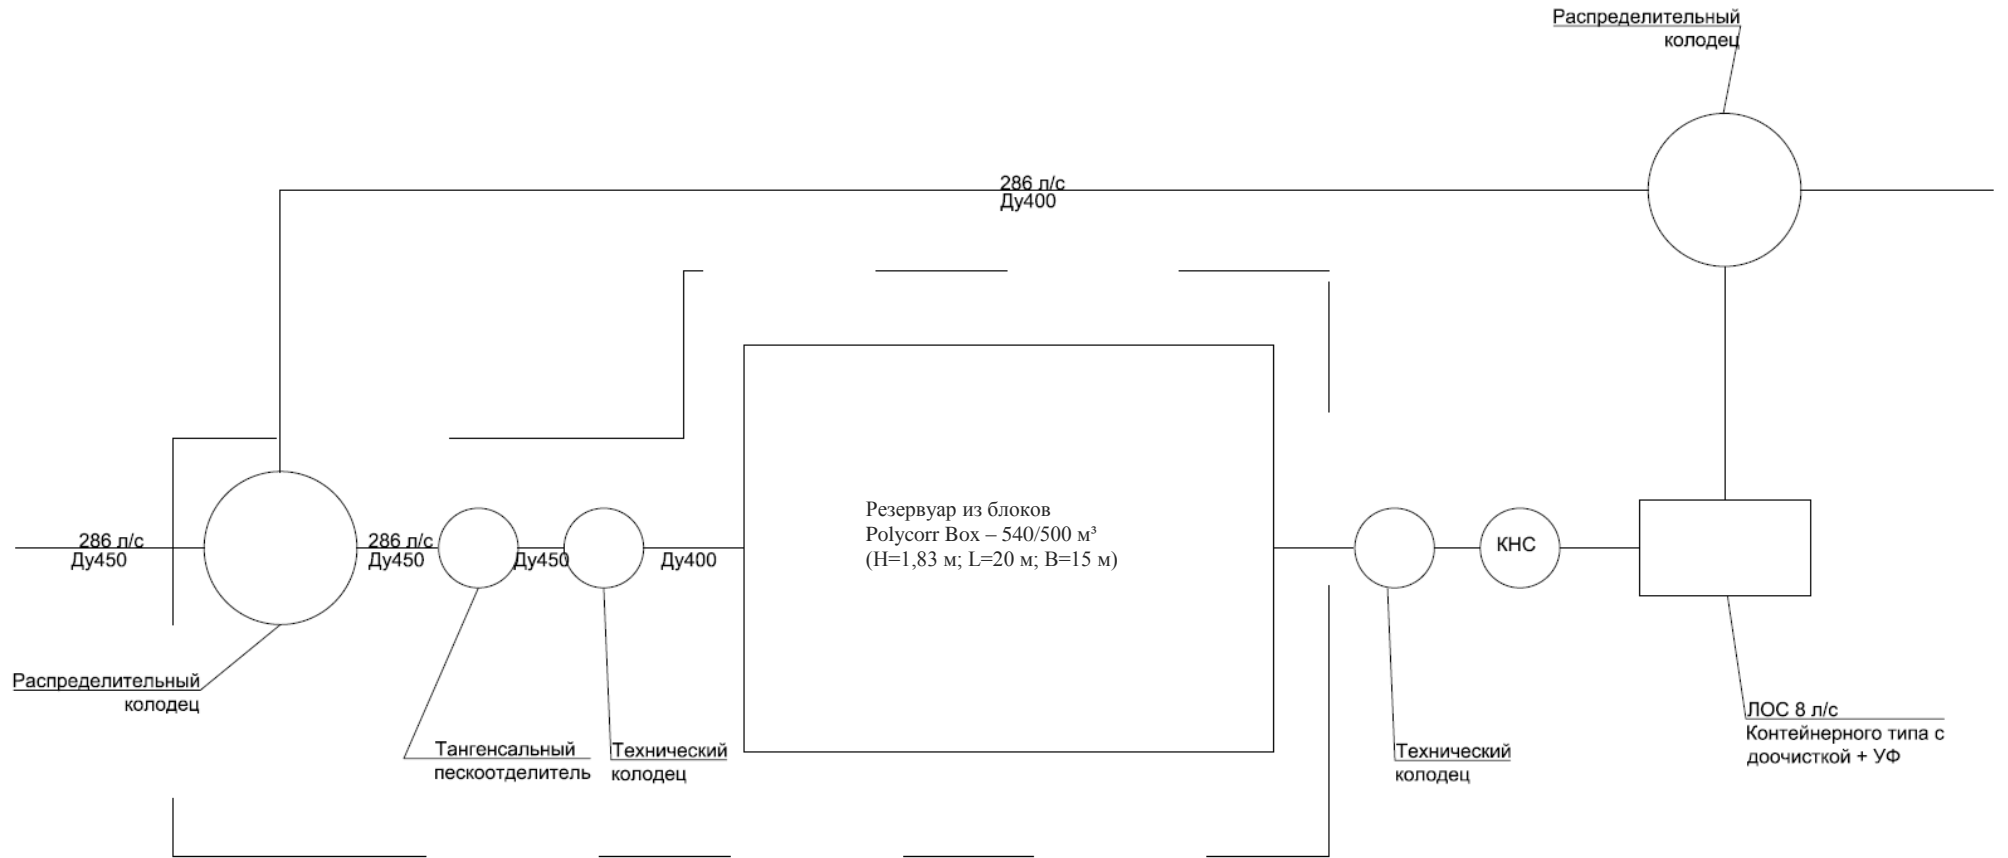 Распределительный
колодец
286 л/с
Ду400
286 л/с
Ду450
286 л/с
Ду450
Ду450
Ду400
Резервуар из блоков
Polycorr Box – 540/500 м³
(H=1,83 м; L=20 м; B=15 м)
КНС
Распределительный
колодец
Тангенсальный
пескоотделитель
Технический
колодец
Технический
колодец
ЛОС 8 л/с
Контейнерного типа с
доочисткой + УФ